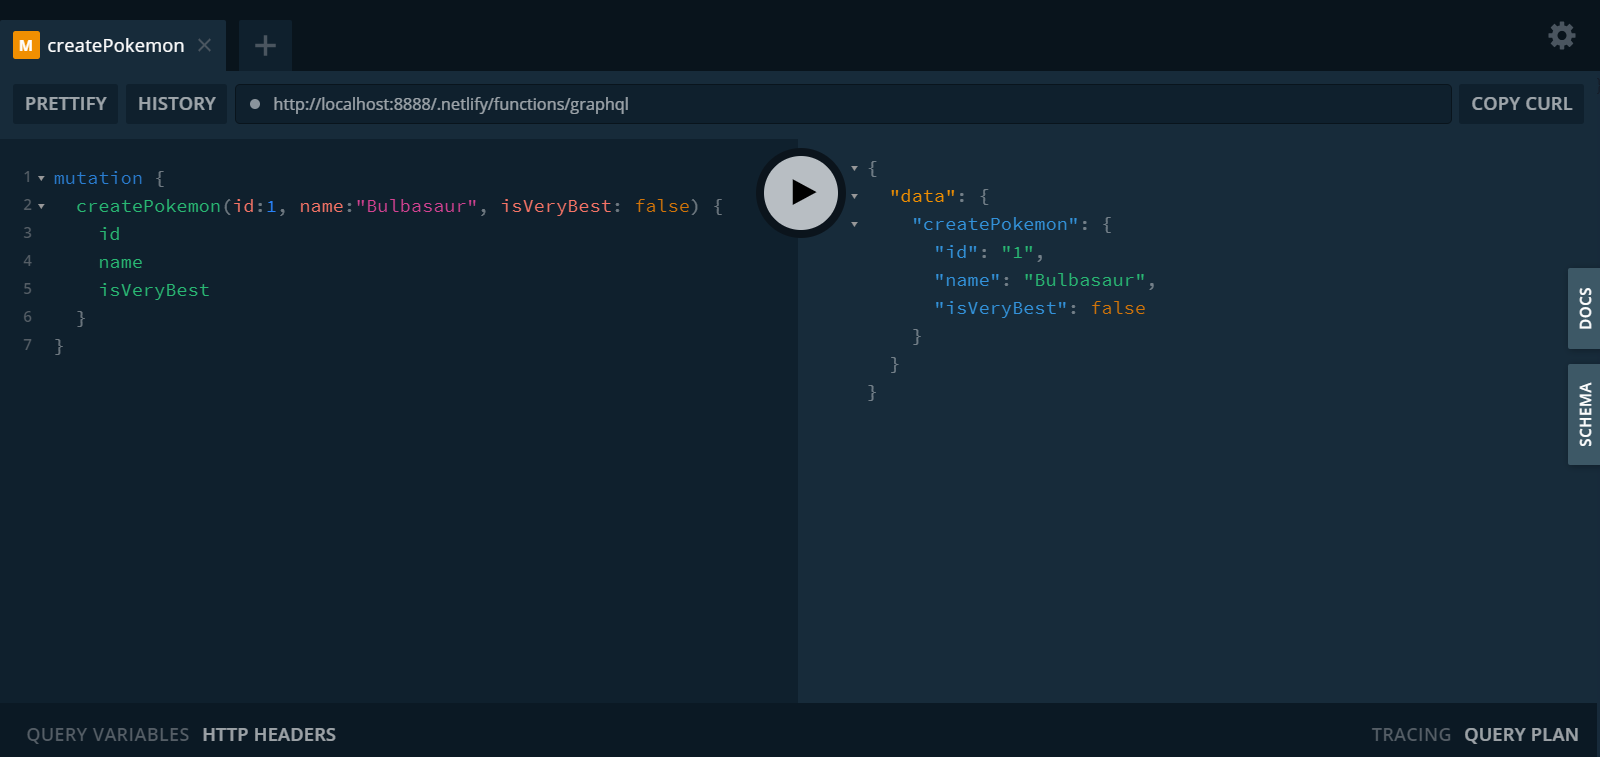 M createPokemon
PRETTIFY HISTORY http://localhost:8888/.netlify/functions/graphql COPY CURL
1 mutation {
2 createPokemon(id:1, name:"Bulbasaur", isVeryBest: false) {
3 id
4 name
5 isVeryBest
6 }
7 }
{
"data": {
"createPokemon": {
"id": "1",
"name": "Bulbasaur",
"isVeryBest": false
}
}
}
DOCS
SCHEMA
QUERY VARIABLES HTTP HEADERS
TRACING QUERY PLAN